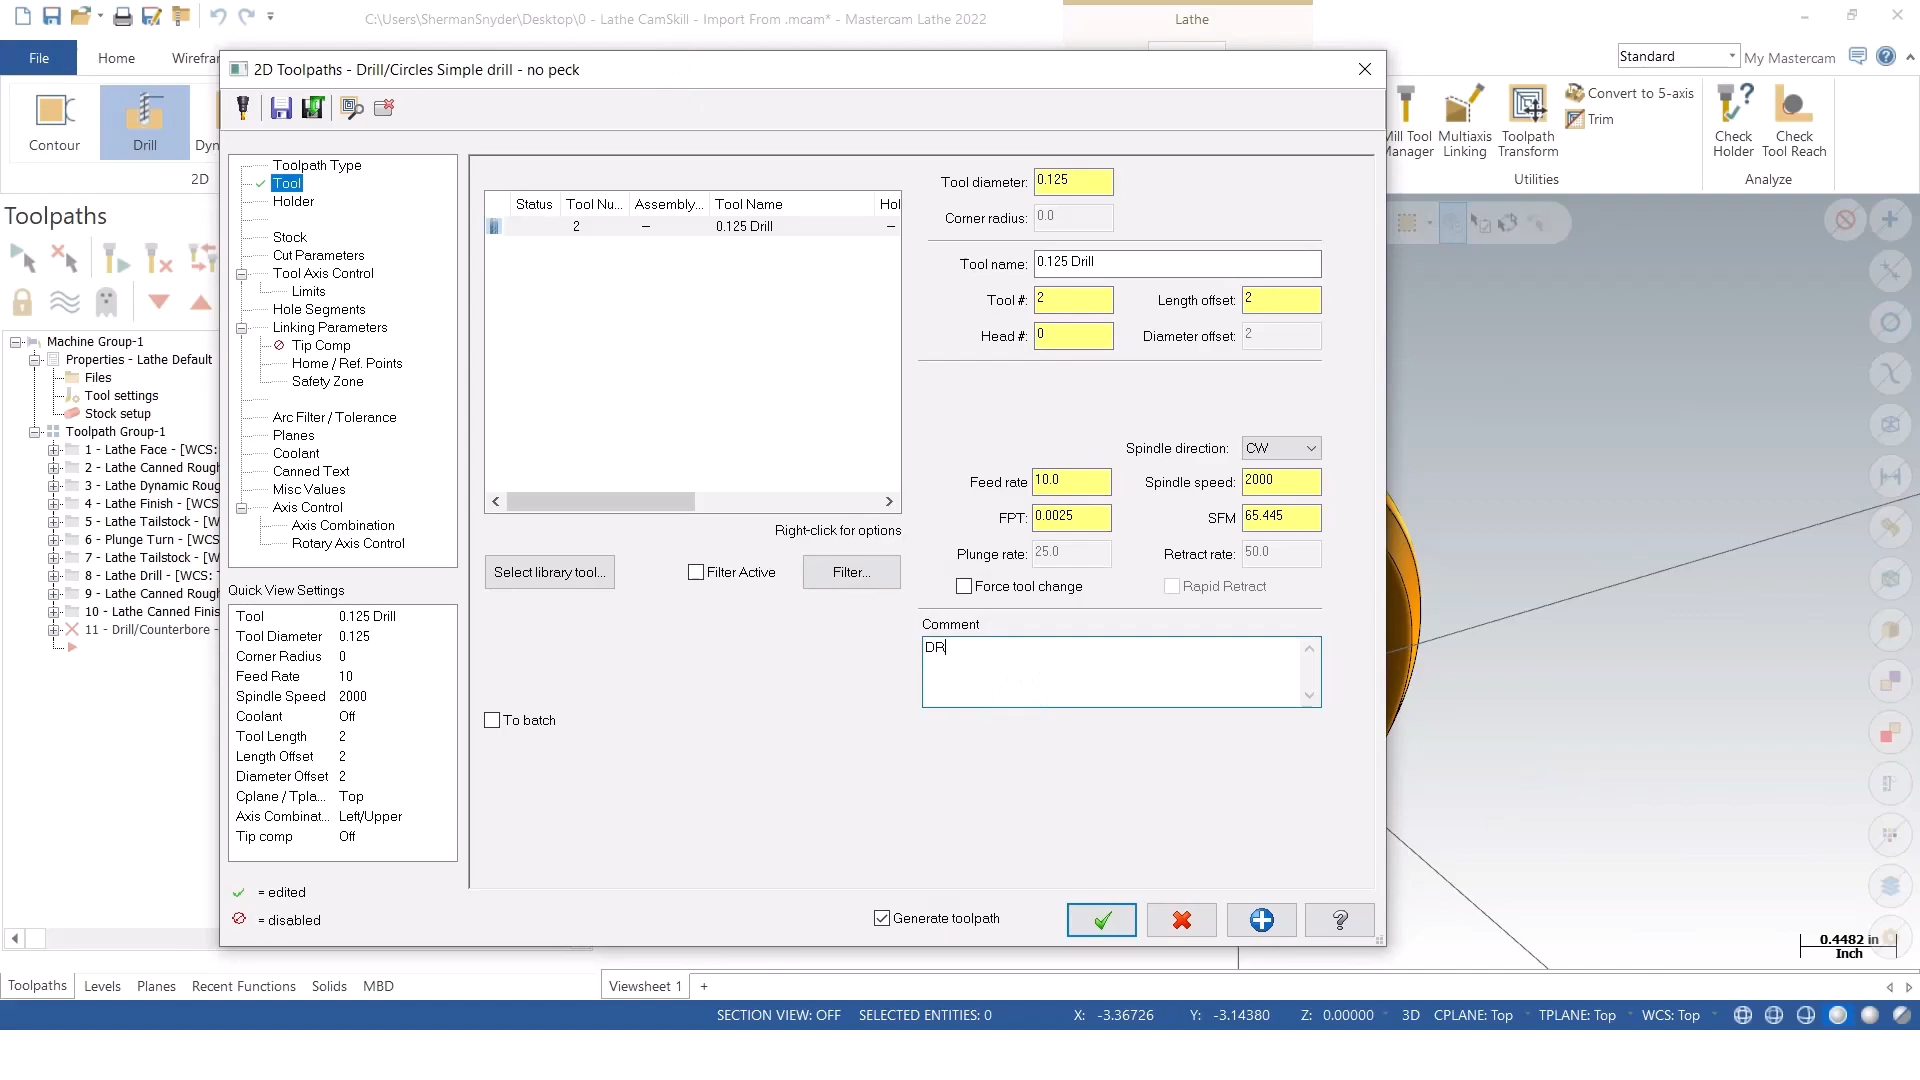 C:\Users\ShermanSnyder\Desktop\0 - Lathe CamSkill - Import From .mcam* - Mastercam Lathe 2022
Lathe
File
Home
Wirefra
Standard
My Mastercam
2D Toolpaths - Drill/Circles Simple drill - no peck
Contour
Drill
Dyn
2D
Mill Tool Manager
Multiaxis Linking
Toolpath Transform
Convert to 5-axis
Trim
Utilities
Check Holder
Check Tool Reach
Analyze
Toolpaths
Machine Group-1
Properties - Lathe Default
Files
Tool settings
Stock setup
Toolpath Group-1
1 - Lathe Face - [WCS:
2 - Lathe Canned Rough
3 - Lathe Dynamic Roug
4 - Lathe Finish - [WCS
5 - Lathe Tailstock - [W
6 - Plunge Turn - [WCS
7 - Lathe Tailstock - [W
8 - Lathe Drill - [WCS:
9 - Lathe Canned Rough
10 - Lathe Canned Finis
11 - Drill/Counterbore -
Toolpath Type
Tool
Holder
Stock
Cut Parameters
Tool Axis Control
Limits
Hole Segments
Linking Parameters
Tip Comp
Home / Ref. Points
Safety Zone
Arc Filter / Tolerance
Planes
Coolant
Canned Text
Misc Values
Axis Control
Axis Combination
Rotary Axis Control
Quick View Settings
Tool 0.125 Drill
Tool Diameter 0.125
Corner Radius 0
Feed Rate 10
Spindle Speed 2000
Coolant Off
Tool Length 2
Length Offset 2
Diameter Offset 2
Cplane / Tpla... Top
Axis Combinat... Left/Upper
Tip comp Off
= edited
= disabled
Status Tool Nu... Assembly... Tool Name Hol
2 – 0.125 Drill –
Right-click for options
Select library tool...
Filter Active
Filter...
To batch
Tool diameter: 0.125
Corner radius: 0.0
Tool name: 0.125 Drill
Tool #: 2 Length offset: 2
Head #: 0 Diameter offset: 2
Spindle direction: CW
Feed rate 10.0 Spindle speed: 2000
FPT: 0.0025 SFM 65.445
Plunge rate: 25.0 Retract rate: 50.0
Force tool change Rapid Retract
Comment
DR
Generate toolpath
0.4482 in
Inch
Toolpaths Levels Planes Recent Functions Solids MBD
Viewsheet 1 +
SECTION VIEW: OFF SELECTED ENTITIES: 0 X: -3.36726 Y: -3.14380 Z: 0.00000 3D CPLANE: Top TPLANE: Top WCS: Top